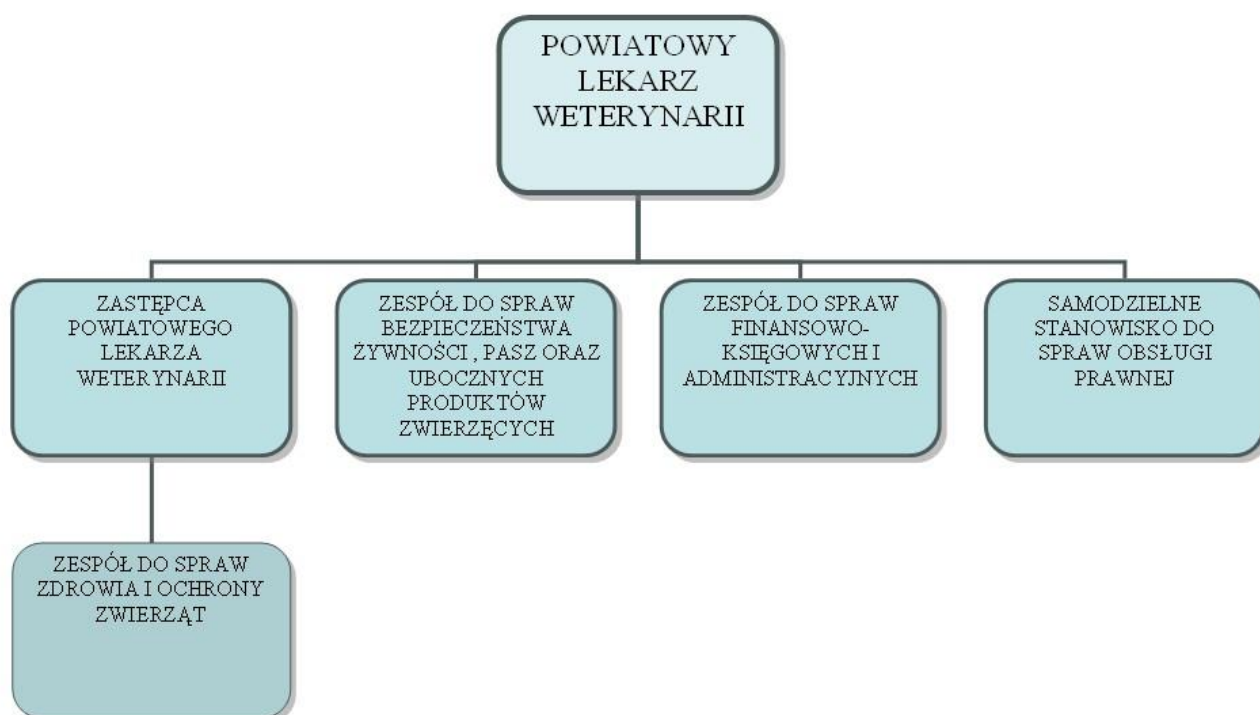 POWIATOWY
LEKARZ
WETERYNARII
ZASTĘPCA
POWIATOWEGO
LEKARZA
WETERYNARII
ZESPÓŁ DO SPRAW
BEZPIECZEŃSTWA
ŻYWNOŚCI , PASZ ORAZ
UBOCZNYCH
PRODUKTÓW
ZWIERZĘCYCH
ZESPÓŁ DO SPRAW
FINANSOWO-
KSIĘGOWYCH I
ADMINISTRACYJNYCH
SAMODZIELNE
STANOWISKO DO
SPRAW OBSŁUGI
PRAWNEJ
ZESPÓŁ DO SPRAW
ZDROWIA I OCHRONY
ZWIERZĄT